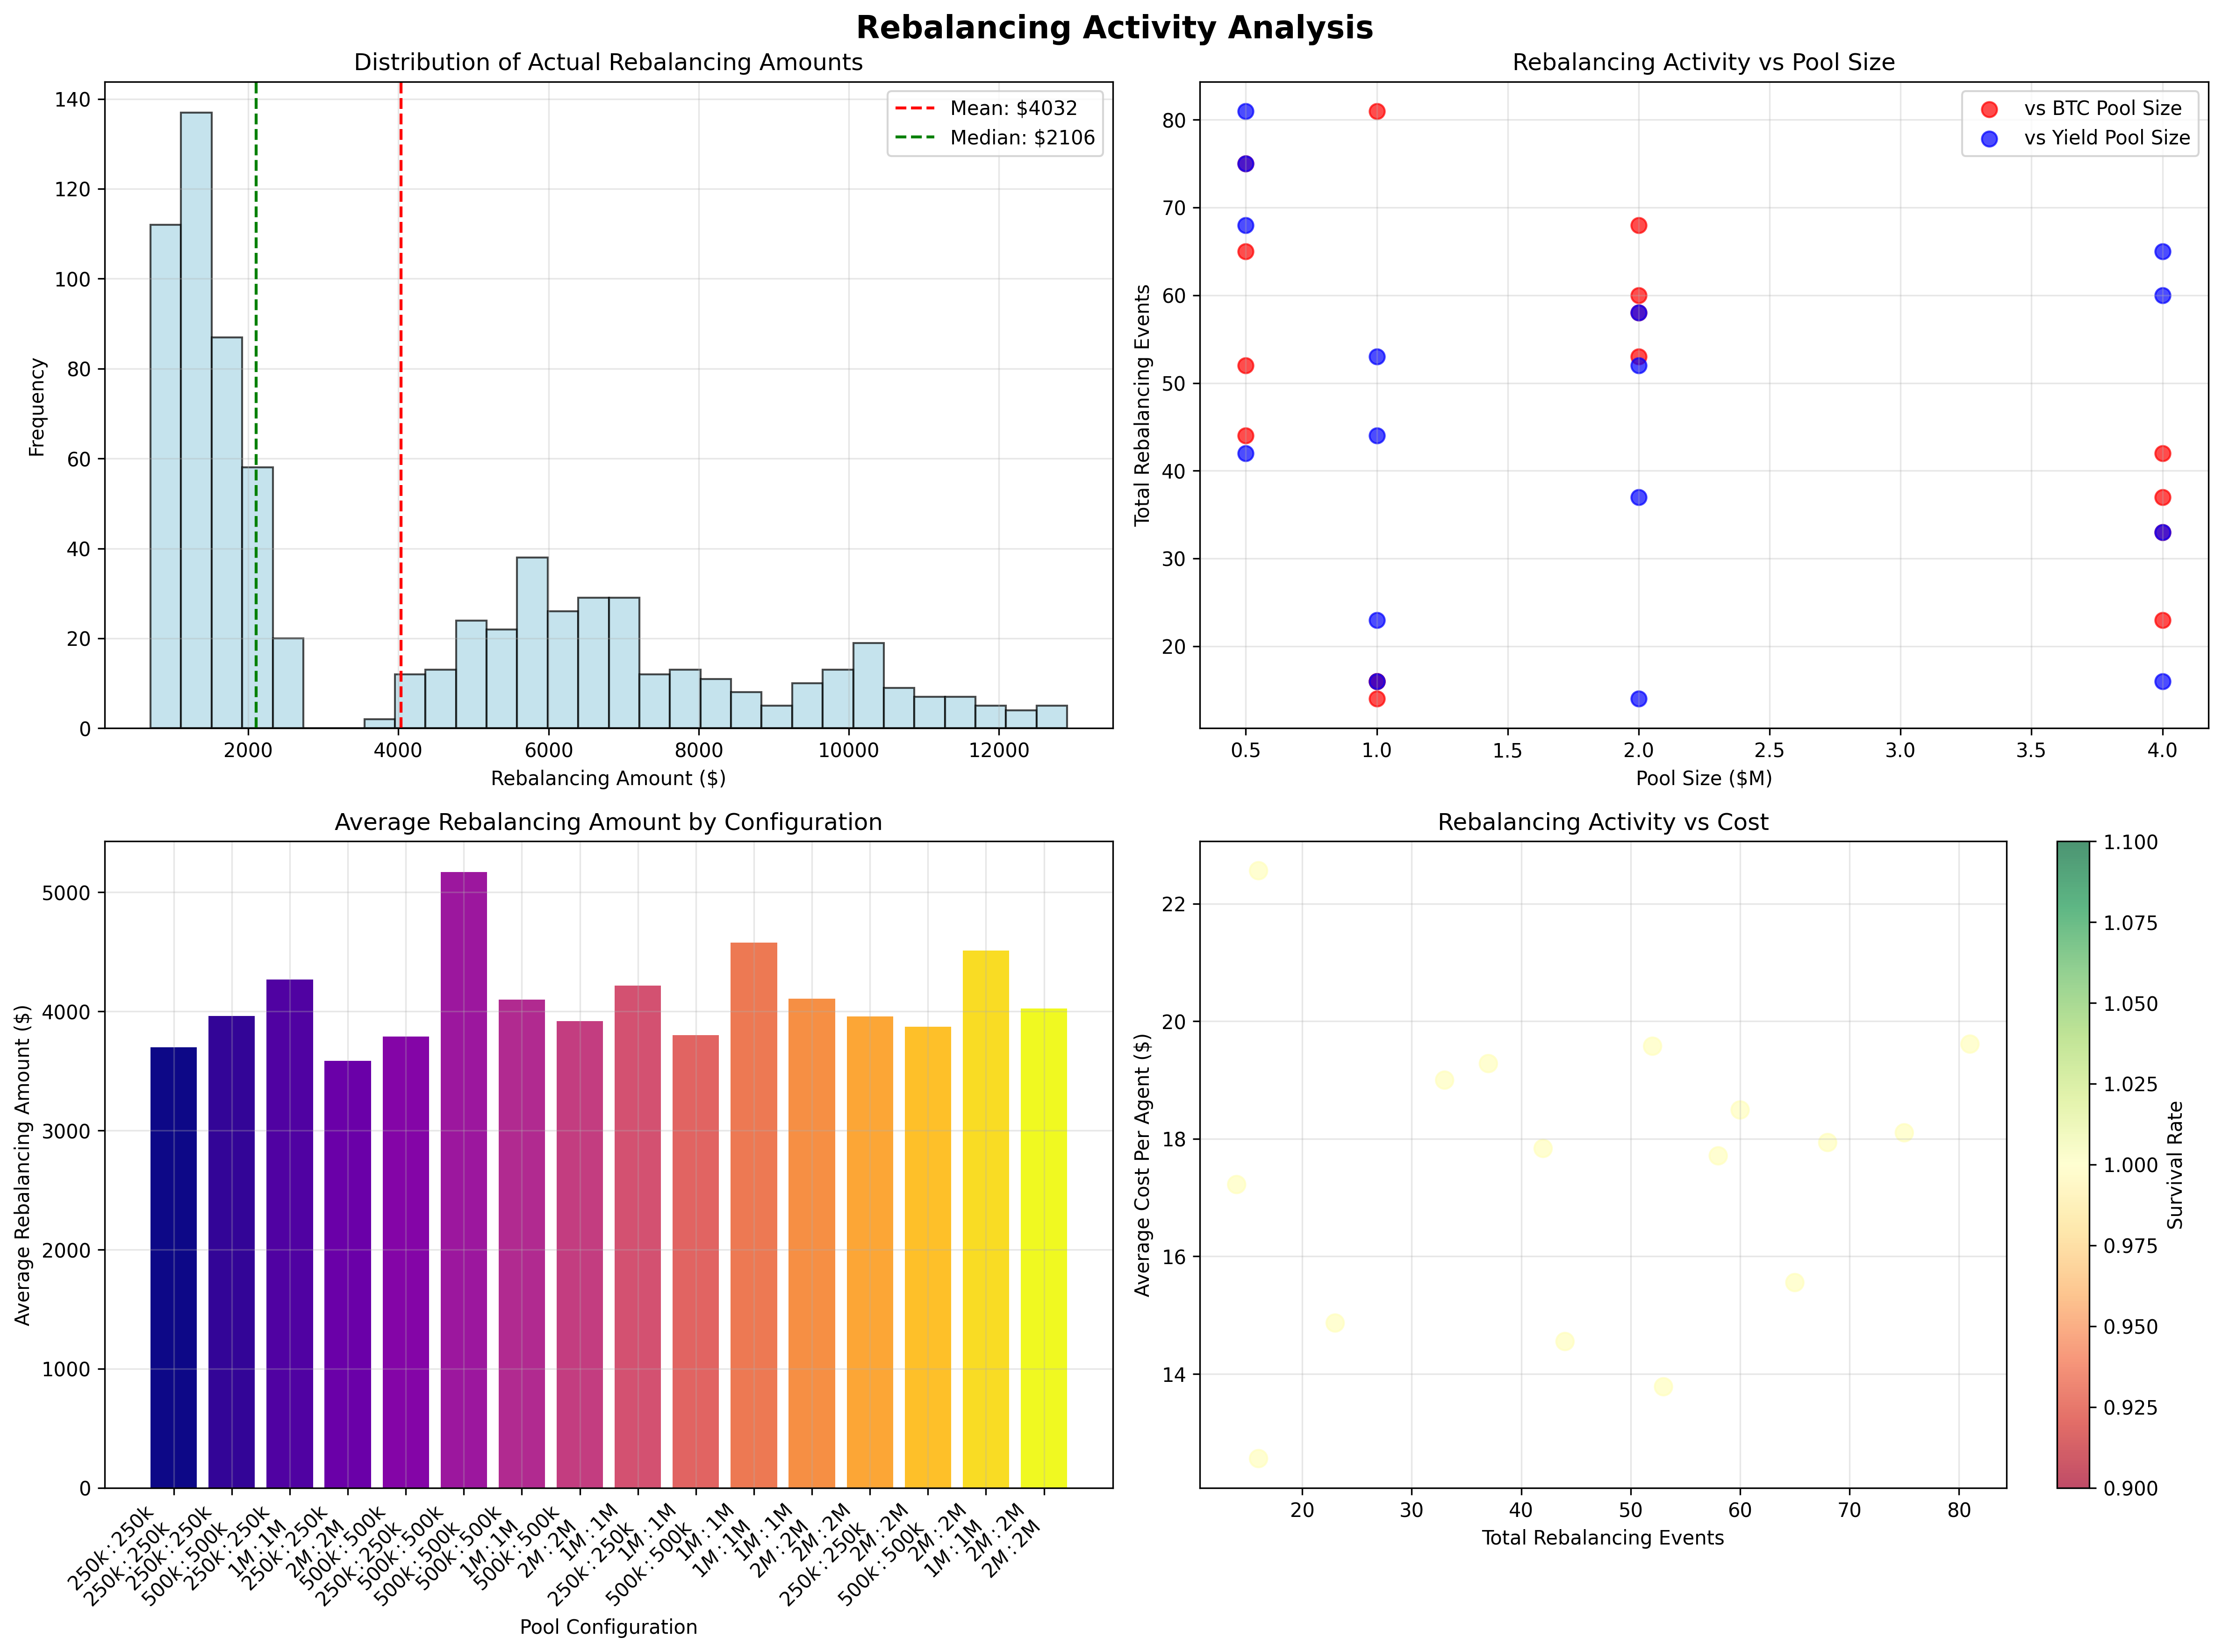 Rebalancing Activity Analysis
Distribution of Actual Rebalancing Amounts
140
120
100
80
60
40
20
0
2000
4000
6000
8000
10000
12000
Frequency
Rebalancing Amount ($)
Mean: $4032
Median: $2106
Rebalancing Activity vs Pool Size
80
70
60
50
40
30
20
0.5
1.0
1.5
2.0
2.5
3.0
3.5
4.0
Total Rebalancing Events
Pool Size ($M)
vs BTC Pool Size
vs Yield Pool Size
Average Rebalancing Amount by Configuration
5000
4000
3000
2000
1000
0
Average Rebalancing Amount ($)
250k:250k
250k:250k
250k:250k
500k:500k
250k:250k
1M:1M
250k:250k
2M:2M
500k:500k
250k:250k
500k:500k
500k:500k
500k:500k
1M:1M
500k:500k
2M:2M
1M:1M
250k:250k
1M:1M
500k:500k
1M:1M
1M:1M
1M:1M
2M:2M
2M:2M
250k:250k
2M:2M
500k:500k
2M:2M
1M:1M
2M:2M
2M:2M
Pool Configuration
Rebalancing Activity vs Cost
22
20
18
16
14
20
30
40
50
60
70
80
Average Cost Per Agent ($)
Total Rebalancing Events
1.100
1.075
1.050
1.025
1.000
0.975
0.950
0.925
0.900
Survival Rate